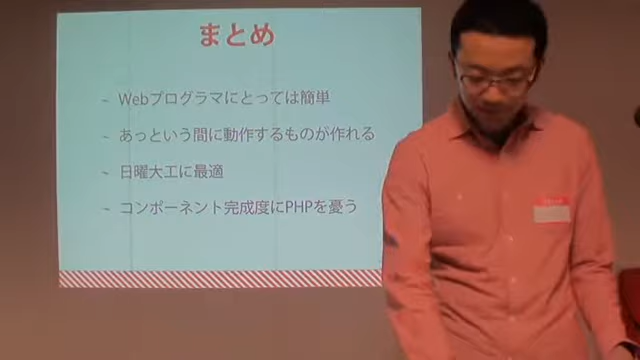 まとめ
~ Webプログラマにとっては簡単
~ あっという間に動作するものが作れる
~ 日曜大工に最適
~ コンポーネント完成度にPHPを憂う